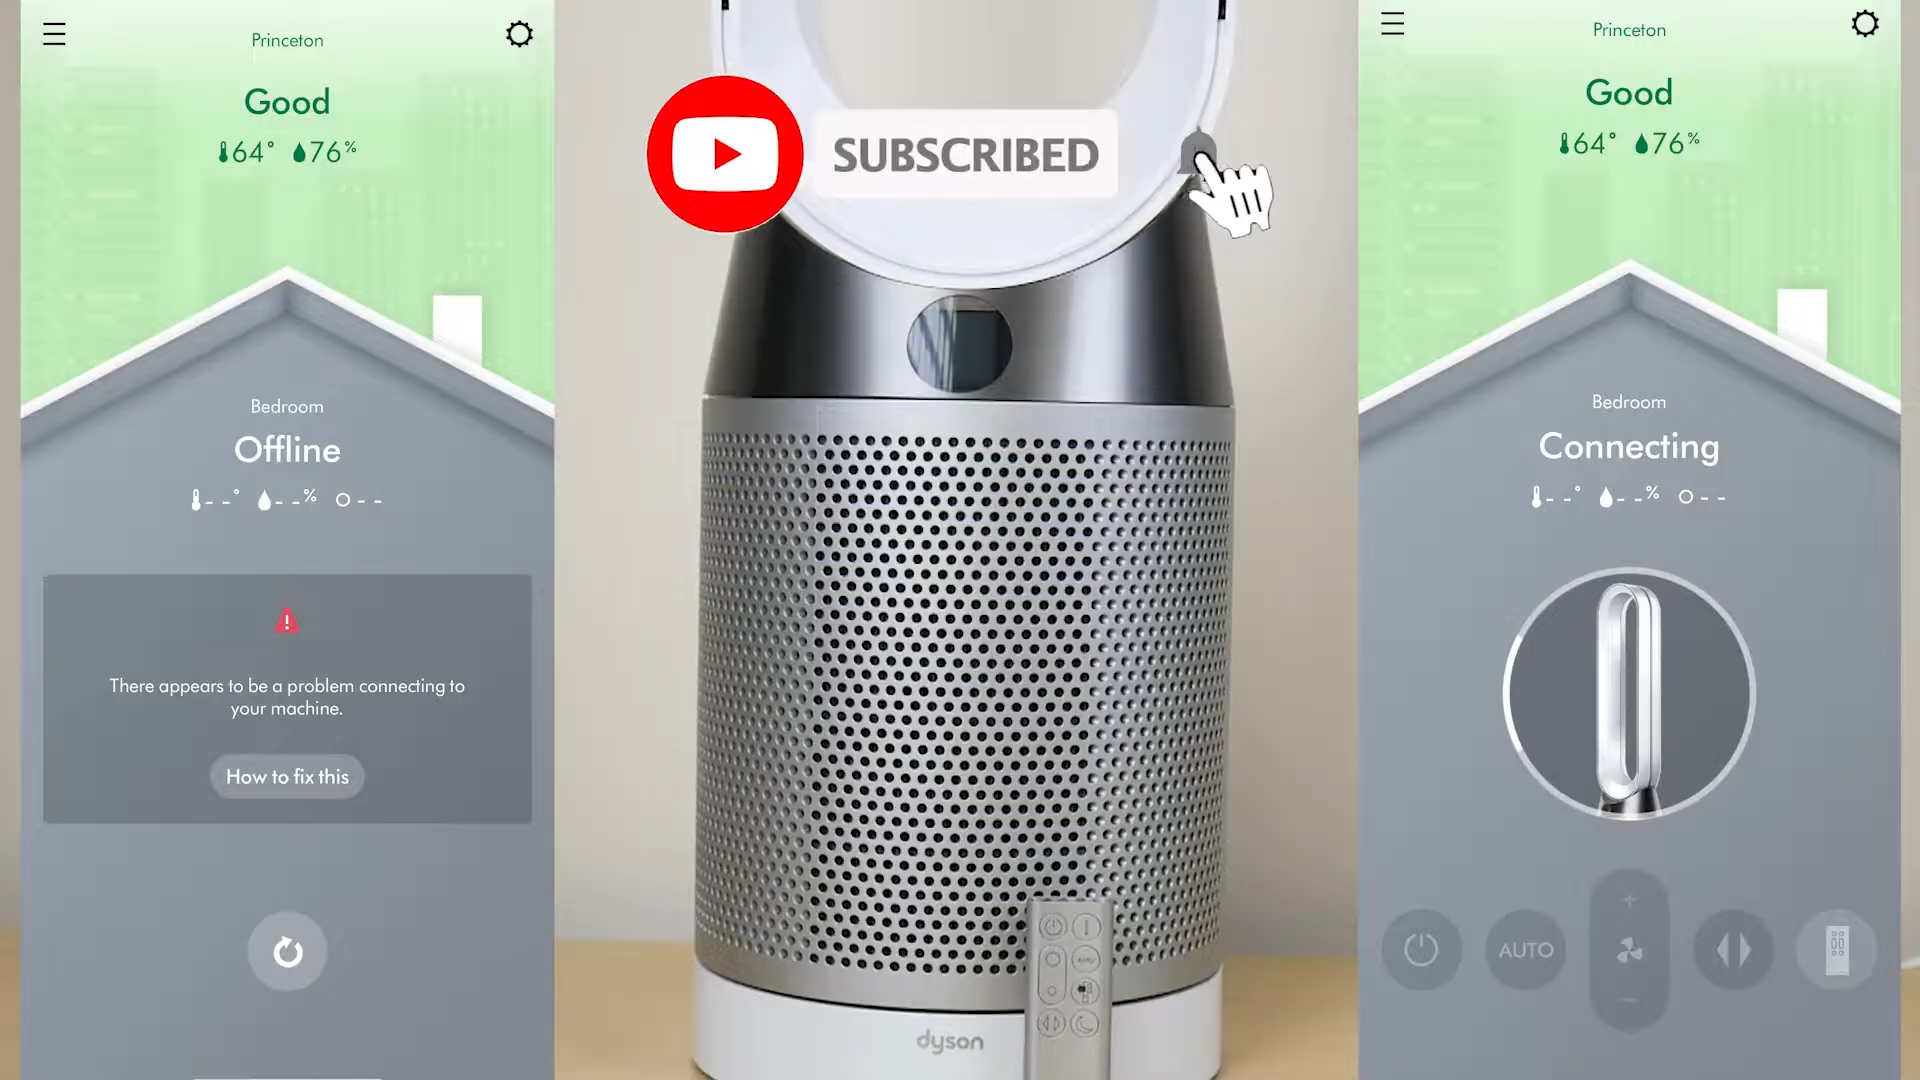 Princeton
Good
64° 76%
Bedroom
Offline
--° --% --
There appears to be a problem connecting to
your machine.
How to fix this
SUBSCRIBED
dyson
Princeton
Good
64° 76%
Bedroom
Connecting
--° --% --
AUTO